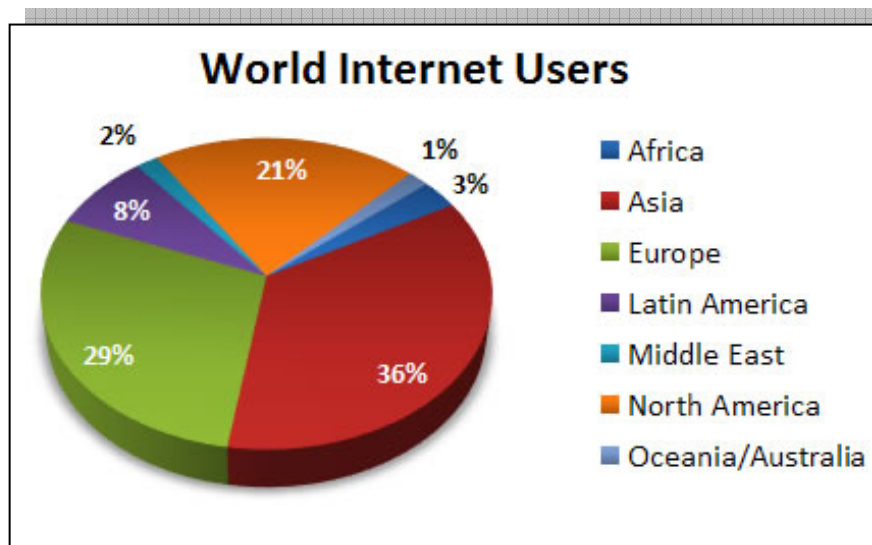 World Internet Users
2%
21%
1%
3%
8%
29%
36%
Africa
Asia
Europe
Latin America
Middle East
North America
Oceania/Australia